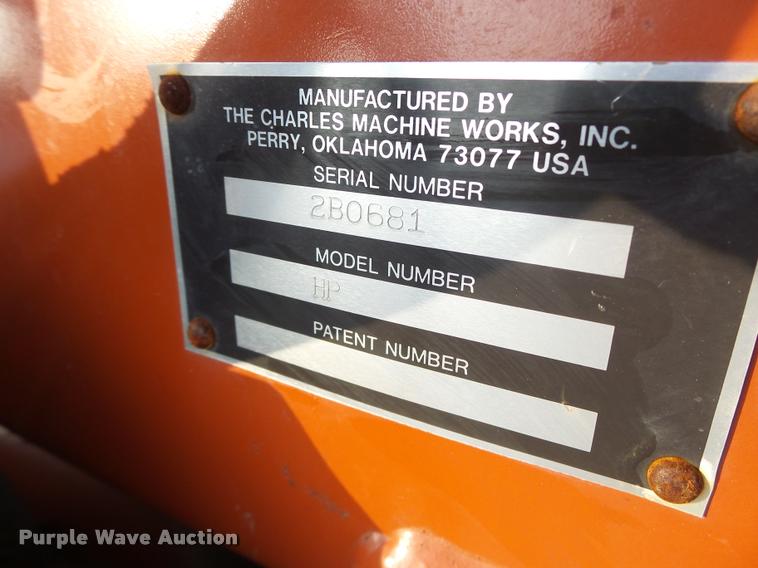 MANUFACTURED BY
THE CHARLES MACHINE WORKS, INC.
PERRY, OKLAHOMA 73077 USA
SERIAL NUMBER
2B0681
MODEL NUMBER
HP
PATENT NUMBER
Purple Wave Auction